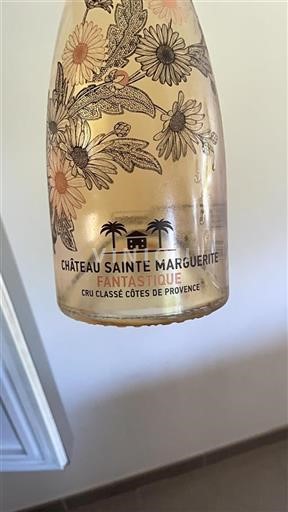 CHÂTEAU SAINTE MARGUERITE
FANTASTIQUE
CRU CLASSÉ CÔTES DE PROVENCE